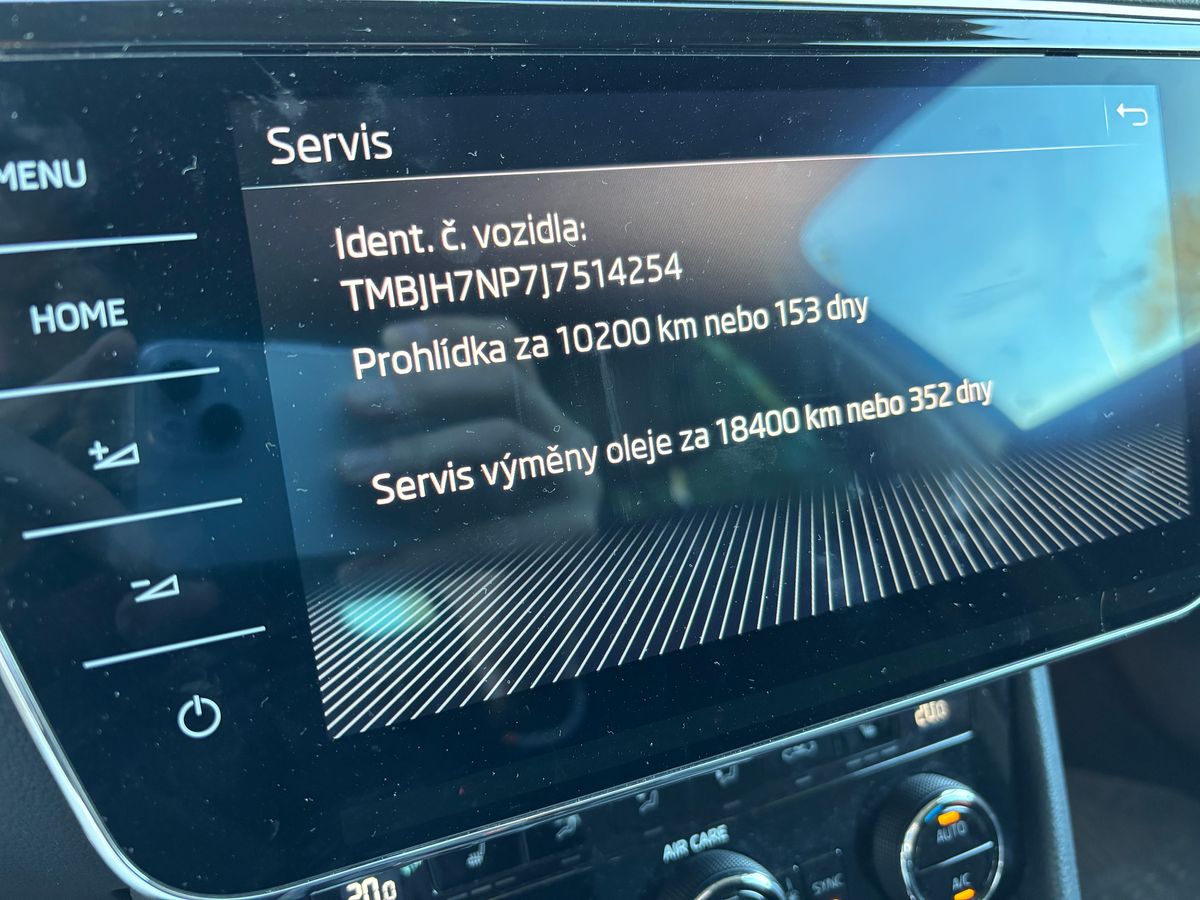 Servis
MENU
Ident. č. vozidla:
TMBJH7NP7J7514254
HOME
Prohlídka za 10200 km nebo 153 dny
Servis výměny oleje za 18400 km nebo 352 dny
AIR CARE
AUTO
SYNC
A/C